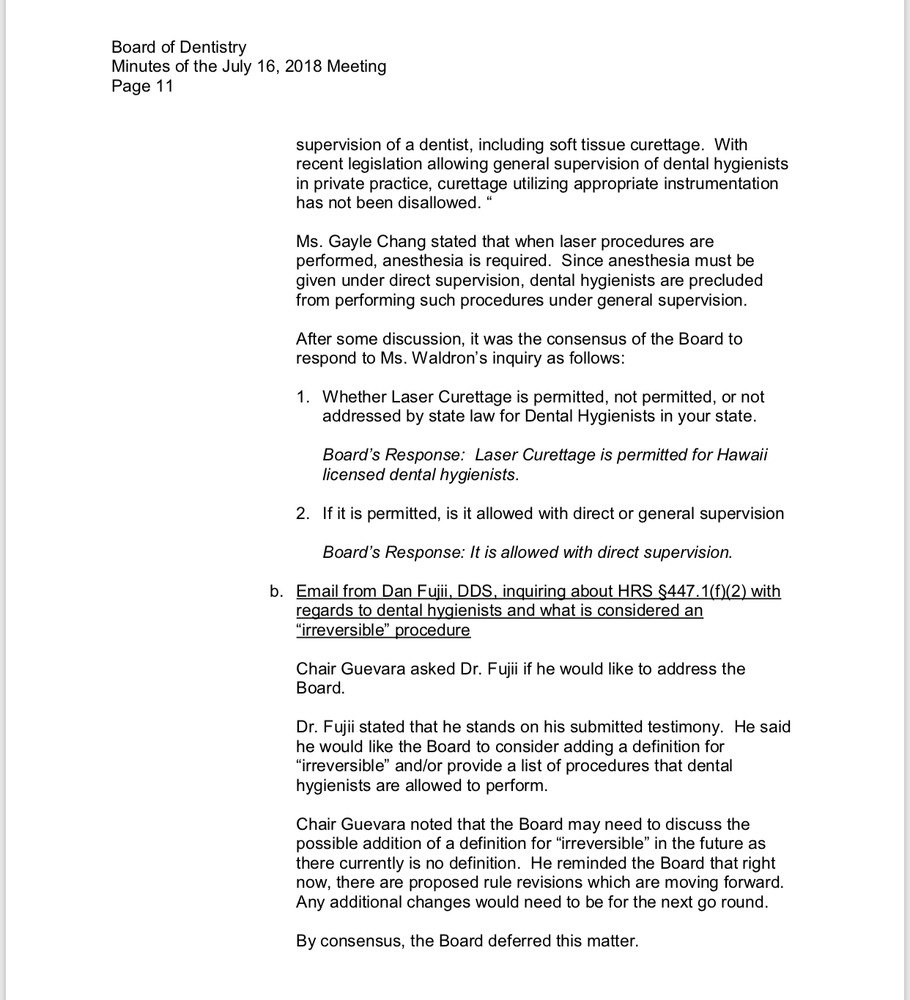 Board of Dentistry
Minutes of the July 16, 2018 Meeting
Page 11
supervision of a dentist, including soft tissue curettage.  With
recent legislation allowing general supervision of dental hygienists
in private practice, curettage utilizing appropriate instrumentation
has not been disallowed. “
Ms. Gayle Chang stated that when laser procedures are
performed, anesthesia is required.  Since anesthesia must be
given under direct supervision, dental hygienists are precluded
from performing such procedures under general supervision.
After some discussion, it was the consensus of the Board to
respond to Ms. Waldron’s inquiry as follows:
1. Whether Laser Curettage is permitted, not permitted, or not
addressed by state law for Dental Hygienists in your state.
Board’s Response:  Laser Curettage is permitted for Hawaii
licensed dental hygienists.
2. If it is permitted, is it allowed with direct or general supervision
Board’s Response: It is allowed with direct supervision.
b. Email from Dan Fujii, DDS, inquiring about HRS §447.1(f)(2) with
regards to dental hygienists and what is considered an
“irreversible” procedure
Chair Guevara asked Dr. Fujii if he would like to address the
Board.
Dr. Fujii stated that he stands on his submitted testimony.  He said
he would like the Board to consider adding a definition for
“irreversible” and/or provide a list of procedures that dental
hygienists are allowed to perform.
Chair Guevara noted that the Board may need to discuss the
possible addition of a definition for “irreversible” in the future as
there currently is no definition.  He reminded the Board that right
now, there are proposed rule revisions which are moving forward.
Any additional changes would need to be for the next go round.
By consensus, the Board deferred this matter.